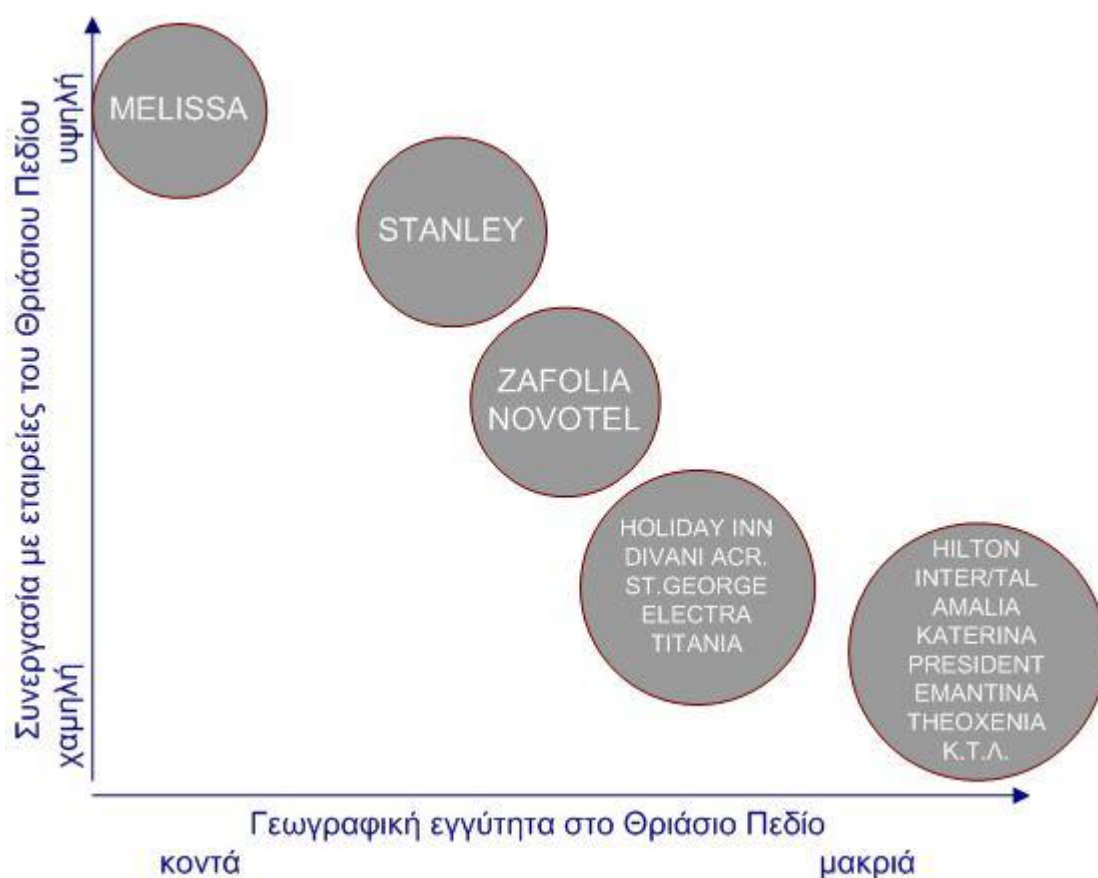 Συνεργασία με εταιρείες του Θριάσιου Πεδίου
υψηλή
χαμηλή
MELISSA
STANLEY
ZAFOLIA
NOVOTEL
HOLIDAY INN
DIVANI ACR.
ST.GEORGE
ELECTRA
TITANIA
HILTON
INTER/TAL
AMALIA
KATERINA
PRESIDENT
EMANTINA
THEOXENIA
Κ.Τ.Λ.
Γεωγραφική εγγύτητα στο Θριάσιο Πεδίο
κοντά
μακριά